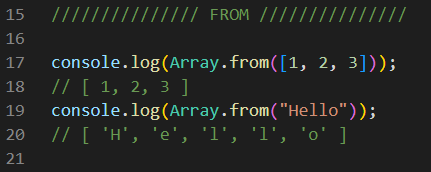 15 /////////////// FROM ///////////////
16
17 console.log(Array.from([1, 2, 3]));
18 // [ 1, 2, 3 ]
19 console.log(Array.from("Hello"));
20 // [ 'H', 'e', 'l', 'l', 'o' ]
21